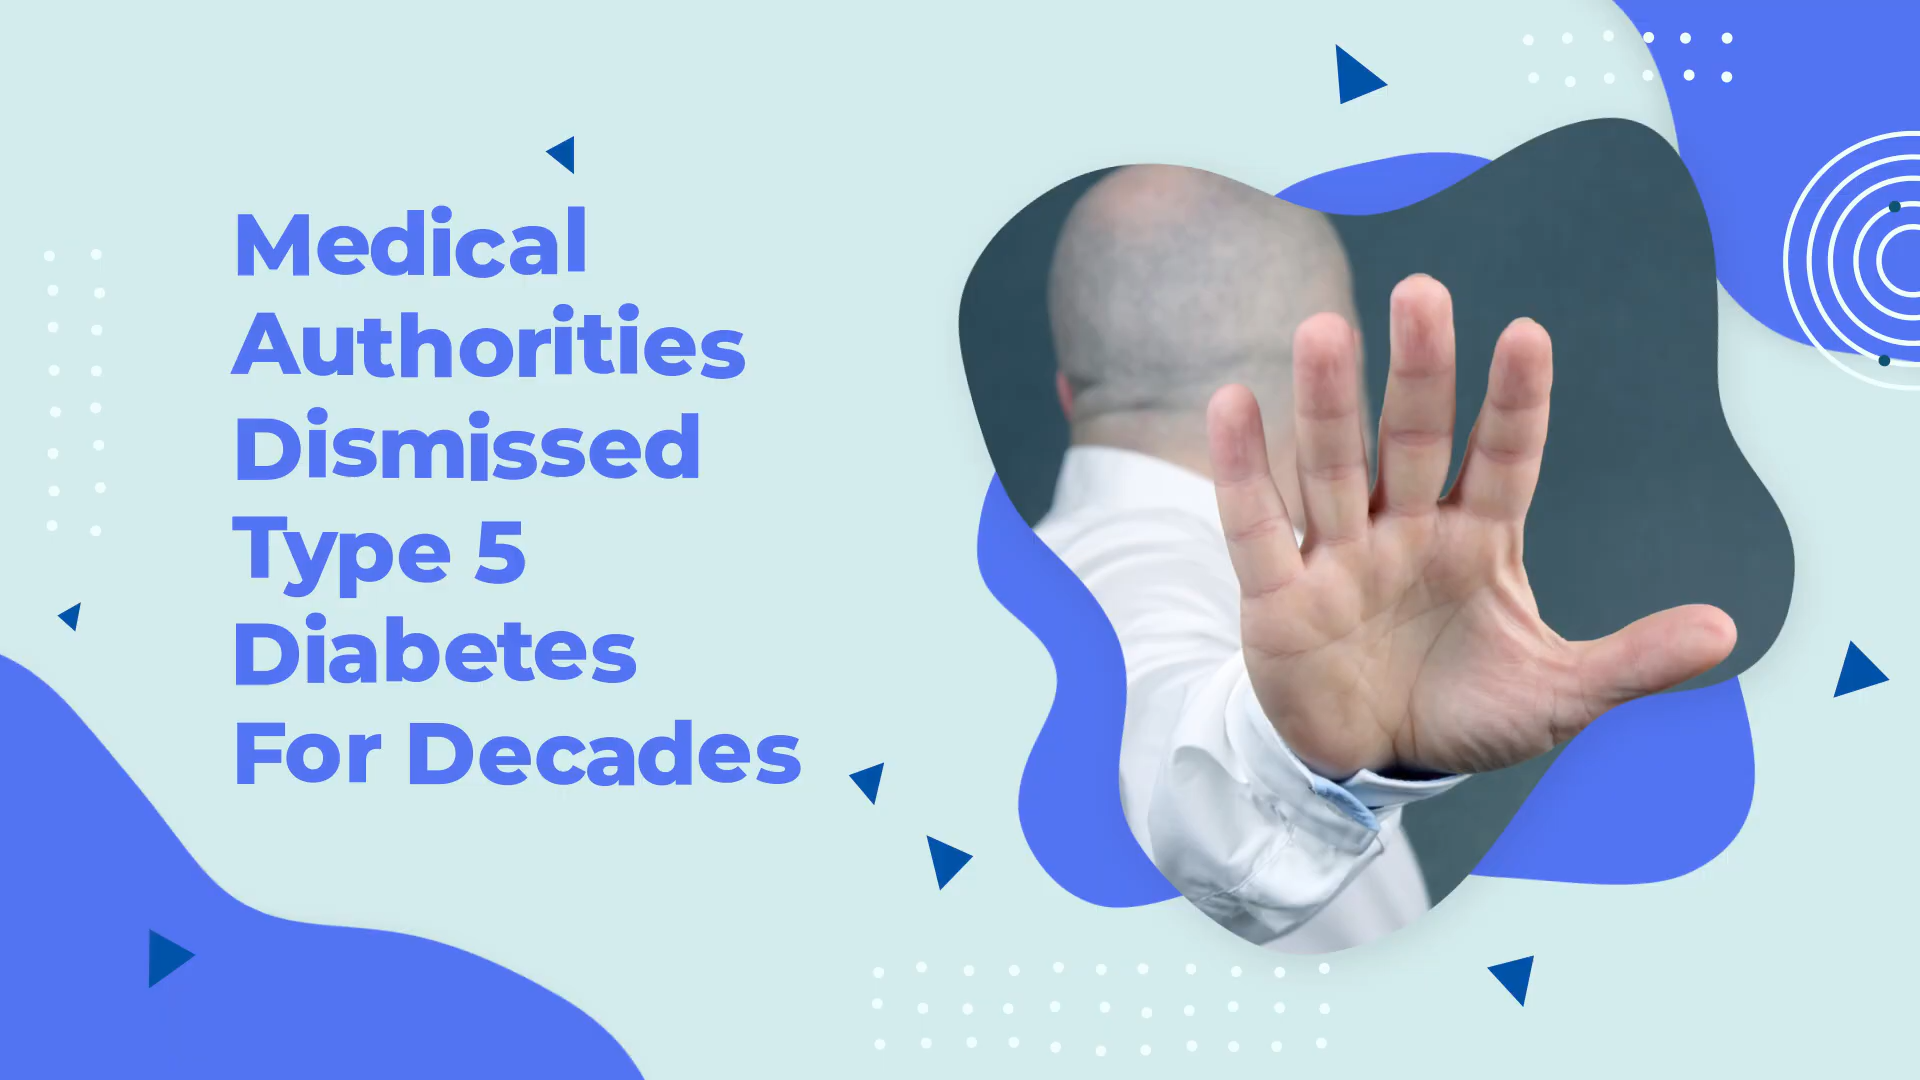 Medical
Authorities
Dismissed
Type 5
Diabetes
For Decades